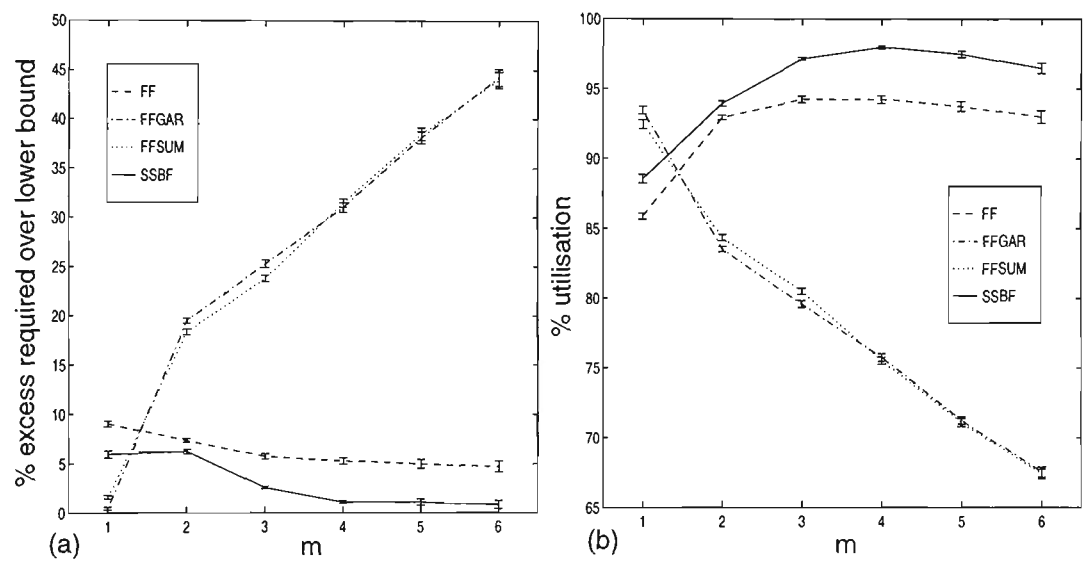 % excess required over lower bound
50
45
40
35
30
25
20
15
10
5
0
FF
FFGAR
FFSUM
SSBF
1 2 3 4 5 6
(a)
m
% utilisation
100
95
90
85
80
75
70
65
FF
FFGAR
FFSUM
SSBF
1 2 3 4 5 6
(b)
m